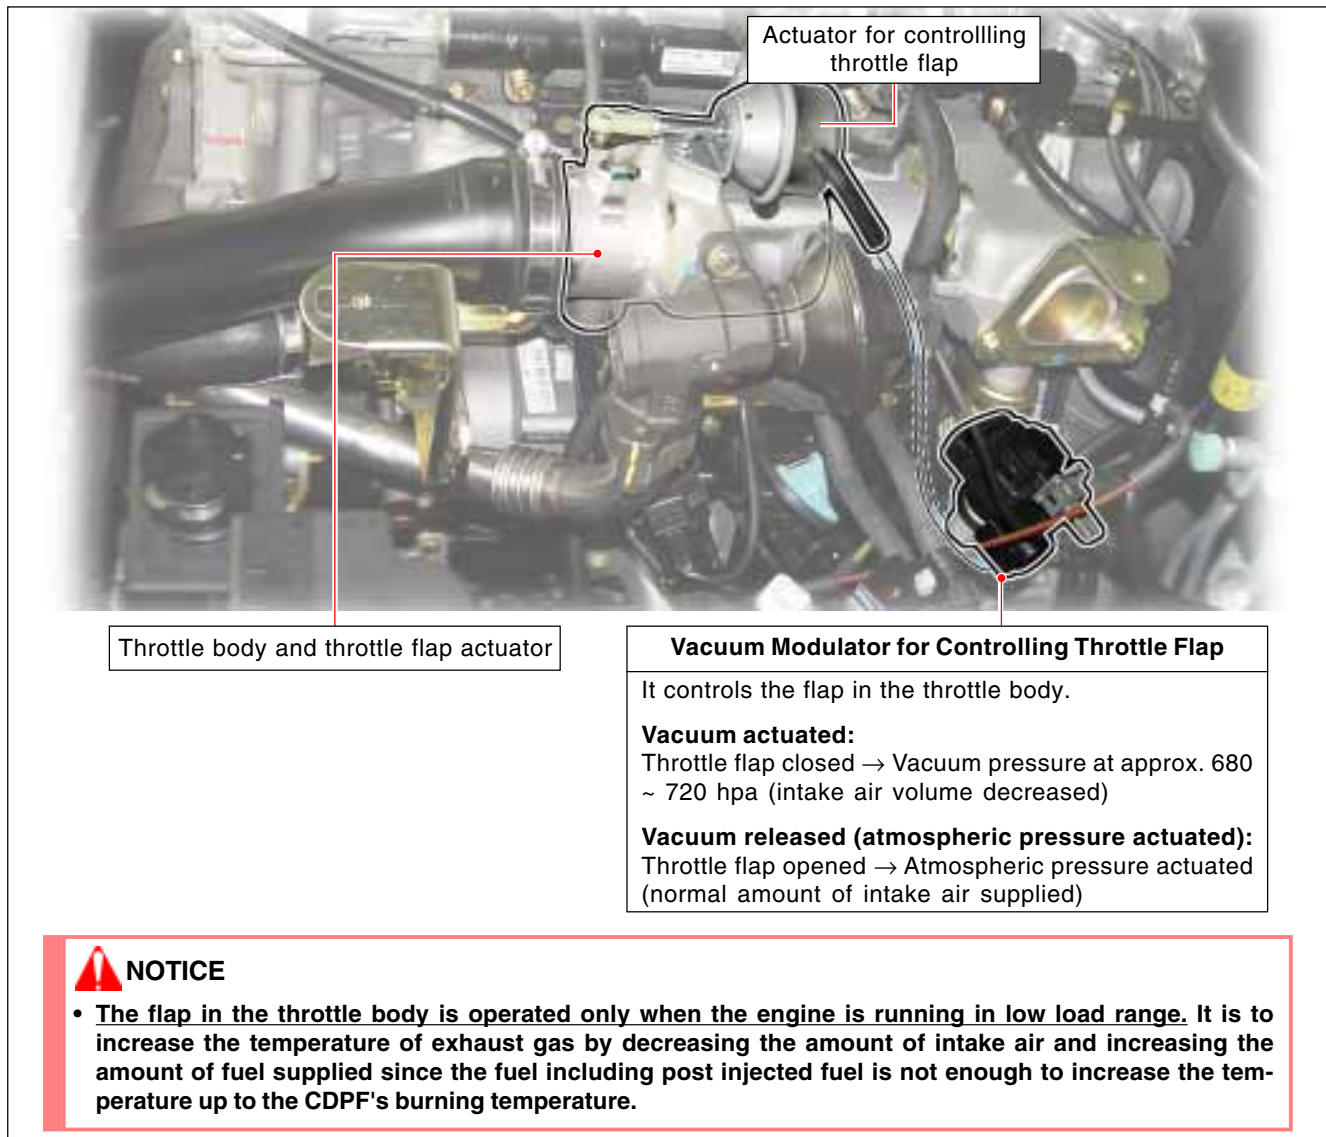 Actuator for controllling
throttle flap
Throttle body and throttle flap actuator
Vacuum Modulator for Controlling Throttle Flap
It controls the flap in the throttle body.
Vacuum actuated:
Throttle flap closed → Vacuum pressure at approx. 680
~ 720 hpa (intake air volume decreased)
Vacuum released (atmospheric pressure actuated):
Throttle flap opened → Atmospheric pressure actuated
(normal amount of intake air supplied)
NOTICE
• The flap in the throttle body is operated only when the engine is running in low load range. It is to
increase the temperature of exhaust gas by decreasing the amount of intake air and increasing the
amount of fuel supplied since the fuel including post injected fuel is not enough to increase the tem-
perature up to the CDPF's burning temperature.